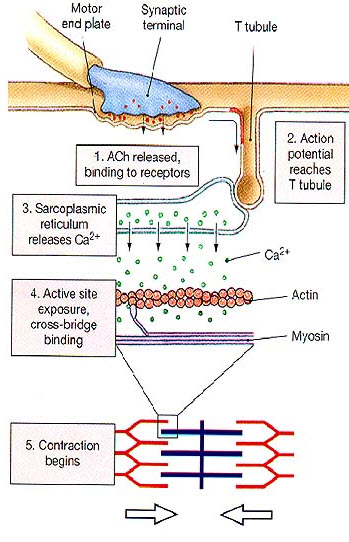 Motor
end plate
Synaptic
terminal
T tubule
1. ACh released,
binding to receptors
2. Action
potential
reaches
T tubule
3. Sarcoplasmic
reticulum
releases Ca2+
Ca2+
4. Active site
exposure,
cross-bridge
binding
Actin
Myosin
5. Contraction
begins